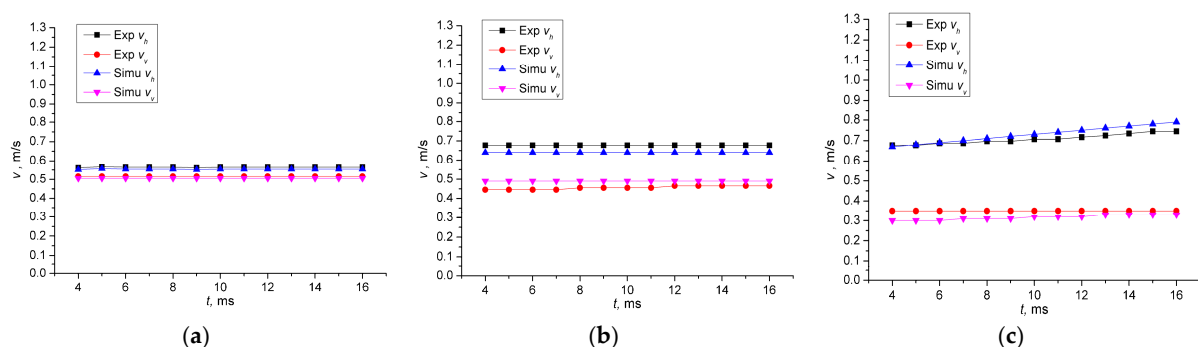 1.3
1.2
1.1
1.0
0.9
0.8
0.7
0.6
0.5
0.4
0.3
0.2
0.1
0.0
v , m/s
Exp vh
Exp vv
Simu vh
Simu vv
4 6 8 10 12 14 16
t, ms
(a)
1.3
1.2
1.1
1.0
0.9
0.8
0.7
0.6
0.5
0.4
0.3
0.2
0.1
0.0
v , m/s
Exp vh
Exp vv
Simu vh
Simu vv
4 6 8 10 12 14 16
t, ms
(b)
1.3
1.2
1.1
1.0
0.9
0.8
0.7
0.6
0.5
0.4
0.3
0.2
0.1
0.0
v , m/s
Exp vh
Exp vv
Simu vh
Simu vv
4 6 8 10 12 14 16
t, ms
(c)